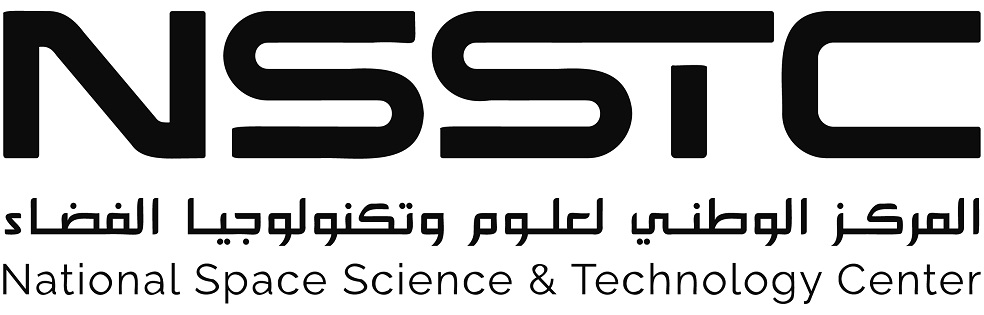 NSSTC
المركز الوطني لعلوم وتكنولوجيا الفضاء
National Space Science & Technology Center